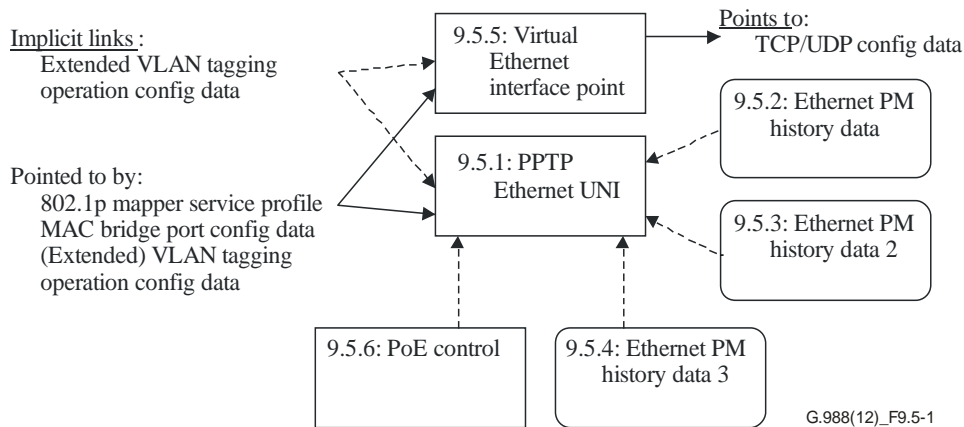 Implicit links :
Extended VLAN tagging
operation config data
Pointed to by:
802.1p mapper service profile
MAC bridge port config data
(Extended) VLAN tagging
operation config data
9.5.5: Virtual
Ethernet
interface point
9.5.1: PPTP
Ethernet UNI
Points to:
TCP/UDP config data
9.5.2: Ethernet PM
history data
9.5.3: Ethernet PM
history data 2
9.5.6: PoE control
9.5.4: Ethernet PM
history data 3
G.988(12)_F9.5-1